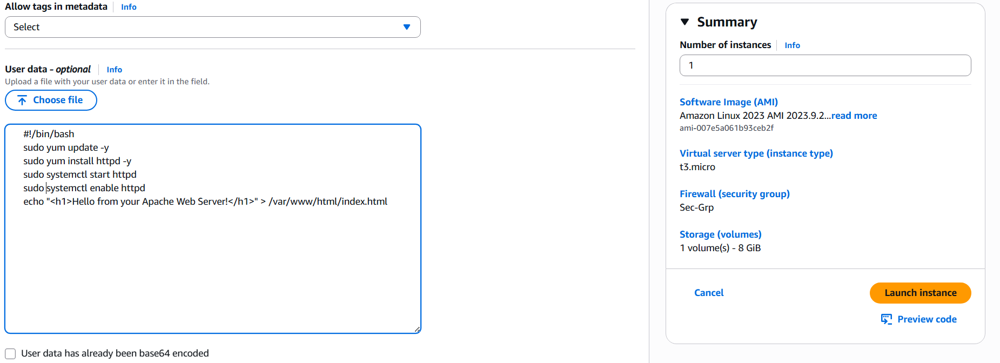 Allow tags in metadata Info
Select
User data - optional Info
Upload a file with your user data or enter it in the field.
Choose file
#!/bin/bash
sudo yum update -y
sudo yum install httpd -y
sudo systemctl start httpd
sudo systemctl enable httpd
echo "<h1>Hello from your Apache Web Server!</h1>" > /var/www/html/index.html
User data has already been base64 encoded
Summary
Number of instances Info
1
Software Image (AMI)
Amazon Linux 2023 AMI 2023.9.2...read more
ami-007e5a061b93ceb2f
Virtual server type (instance type)
t3.micro
Firewall (security group)
Sec-Grp
Storage (volumes)
1 volume(s) - 8 GiB
Cancel
Launch instance
Preview code